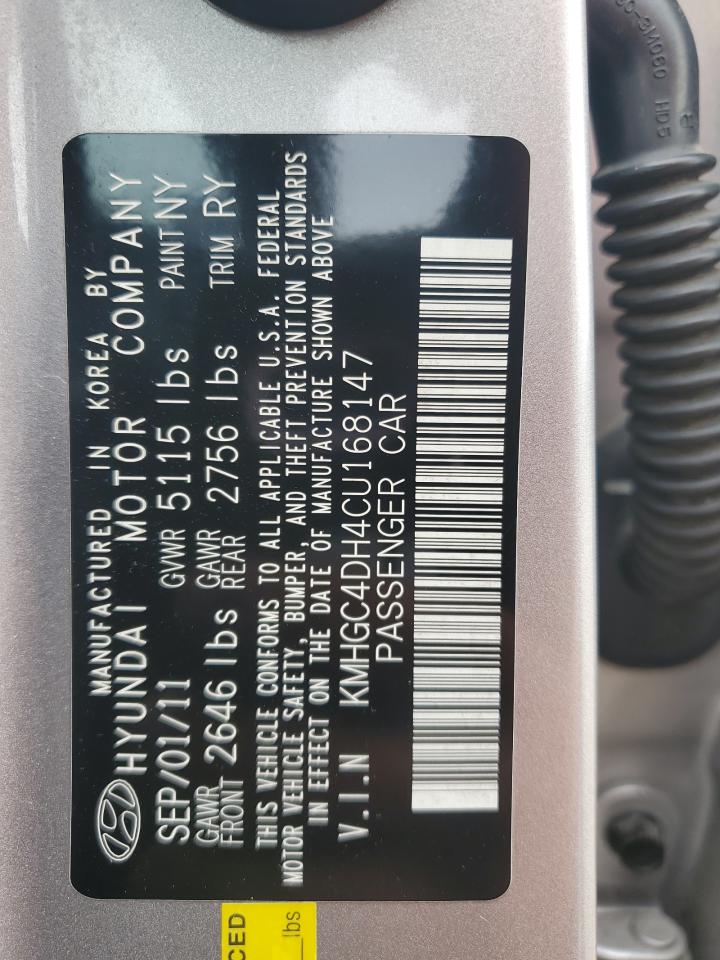 MANUFACTURED IN KOREA BY
HYUNDAI MOTOR COMPANY
SEP/01/11 GVWR 5115 lbs PAINT NY
GAWR FRONT 2646 lbs GAWR REAR 2756 lbs TRIM RY
THIS VEHICLE CONFORMS TO ALL APPLICABLE U.S.A. FEDERAL
MOTOR VEHICLE SAFETY, BUMPER, AND THEFT PREVENTION STANDARDS
IN EFFECT ON THE DATE OF MANUFACTURE SHOWN ABOVE
V.I.N KMHGC4DH4CU168147
PASSENGER CAR
CED
lbs
HD5